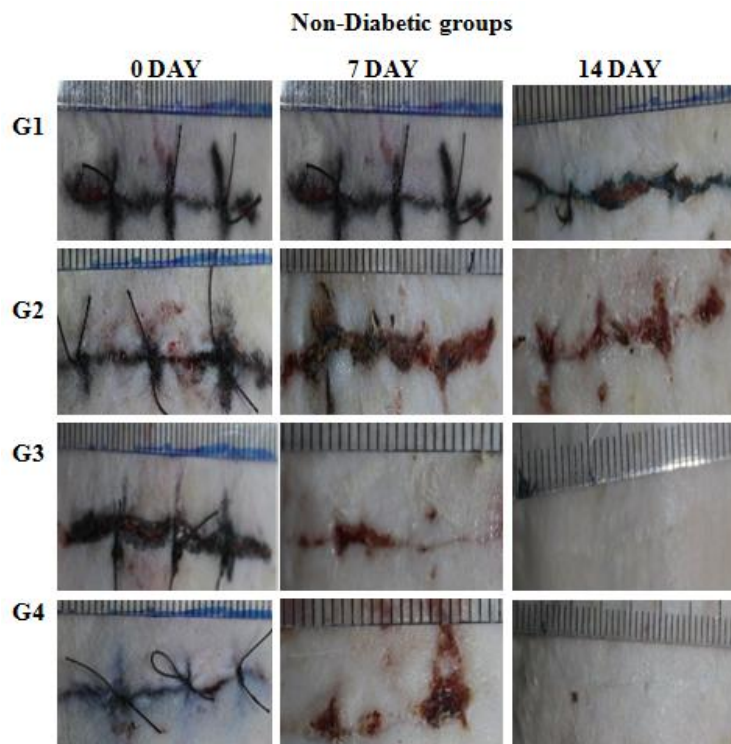 Non-Diabetic groups
0 DAY 7 DAY 14 DAY
G1
G2
G3
G4